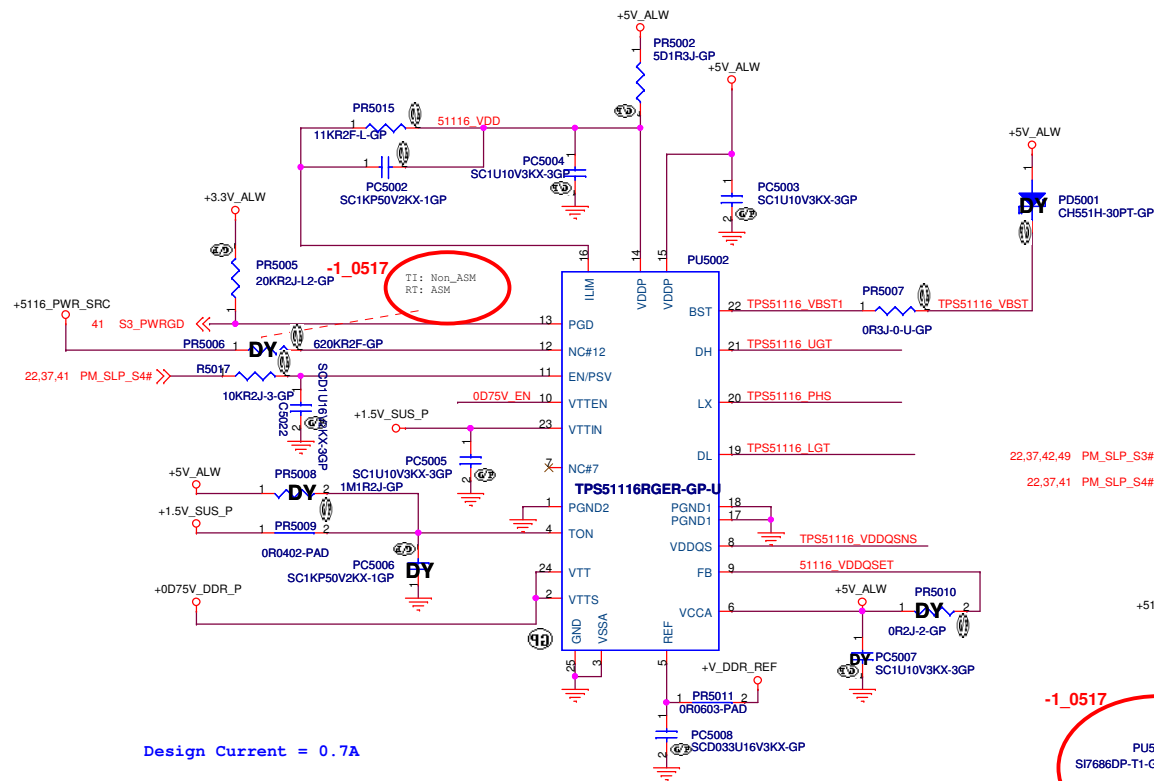 +5V_ALW
PR5002
5D1R3J-GP
+5V_ALW
PR5015
11KR2F-L-GP
51116_VDD
PC5002
SC1KP50V2KX-1GP
PC5004
SC1U10V3KX-3GP
PC5003
SC1U10V3KX-3GP
+5V_ALW
DY
PD5001
CH551H-30PT-GP
+3.3V_ALW
PR5005
20KR2J-L2-GP
-1_0517
TI: Non_ASM
RT: ASM
+5116_PWR_SRC
41 S3_PWRGD
PR5006
DY
620KR2F-GP
22,37,41 PM_SLP_S4#
R5017
10KR2J-3-GP
C5022
SCD1U16V2KX-3GP
0D75V_EN
+1.5V_SUS_P
PC5005
SC1U10V3KX-3GP
+5V_ALW
PR5008
DY
1M1R2J-GP
+1.5V_SUS_P
PR5009
0R0402-PAD
PC5006
SC1KP50V2KX-1GP
DY
+0D75V_DDR_P
PU5002
16 ILIM
14 VDDP
15 VDDP
13 PGD
12 NC#12
11 EN/PSV
10 VTTEN
23 VTTIN
7 NC#7
TPS51116RGER-GP-U
1 PGND2
4 TON
24 VTT
2 VTTS
25 GND
3 VSSA
5 REF
BST 22 TPS51116_VBST1
PR5007
0R3J-0-U-GP
TPS51116_VBST
DH 21 TPS51116_UGT
LX 20 TPS51116_PHS
DL 19 TPS51116_LGT
PGND1 18
PGND1 17
VDDQS 8 TPS51116_VDDQSNS
FB 9 51116_VDDQSET
VCCA 6
+5V_ALW
PR5010
DY
0R2J-2-GP
DY
PC5007
SC1U10V3KX-3GP
+V_DDR_REF
PR5011
0R0603-PAD
PC5008
SCD033U16V3KX-GP
22,37,42,49 PM_SLP_S3#
22,37,41 PM_SLP_S4#
+51
-1_0517
PU5
SI7686DP-T1-G
Design Current = 0.7A